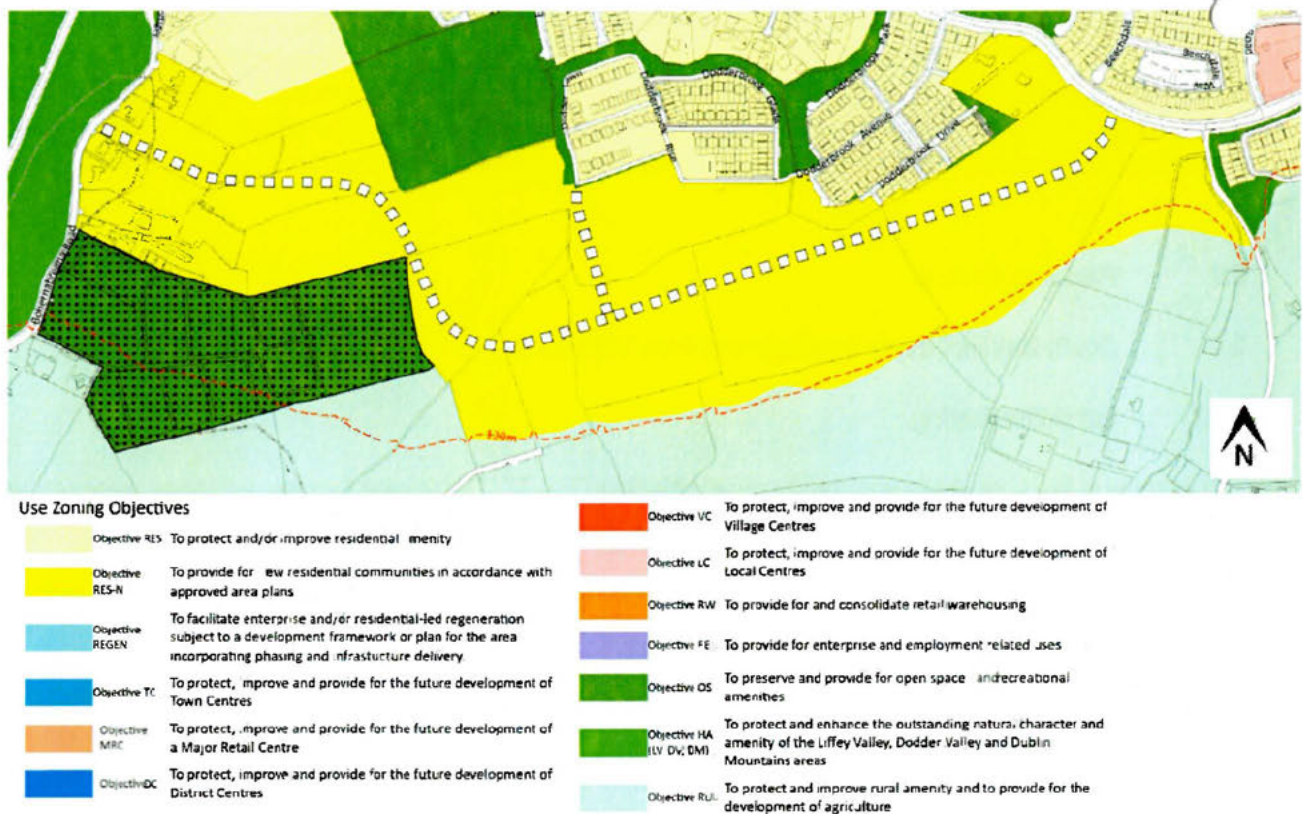 Dodderbrook Park
Beechdale
Dodderbrook Avenue
Dodderbrook Drive
N
Use Zoning Objectives
Objective RES To protect and/or improve residential menity
Objective
RES-N
To provide for ew residential communities in accordance with
approved area plans
Objective
REGEN
To facilitate enterprise and/or residential-led regeneration
subject to a development framework or plan for the area
incorporating phasing and infrastucture delivery
Objective TC
To protect, improve and provide for the future development of
Town Centres
Objective
MRC
To protect, improve and provide for the future development of
a Major Retail Centre
Objective DC
To protect, improve and provide for the future development of
District Centres
Objective VC
To protect, improve and provide for the future development of
Village Centres
Objective LC
To protect, improve and provide for the future development of
Local Centres
Objective RW To provide for and consolidate retail warehousing
Objective EE To provide for enterprise and employment related uses
Objective OS
To preserve and provide for open space and recreational
amenities
Objective HA
(LV, DV, DM)
To protect and enhance the outstanding natural character and
amenity of the Liffey Valley, Dodder Valley and Dublin
Mountains areas
Objective RU
To protect and improve rural amenity and to provide for the
development of agriculture